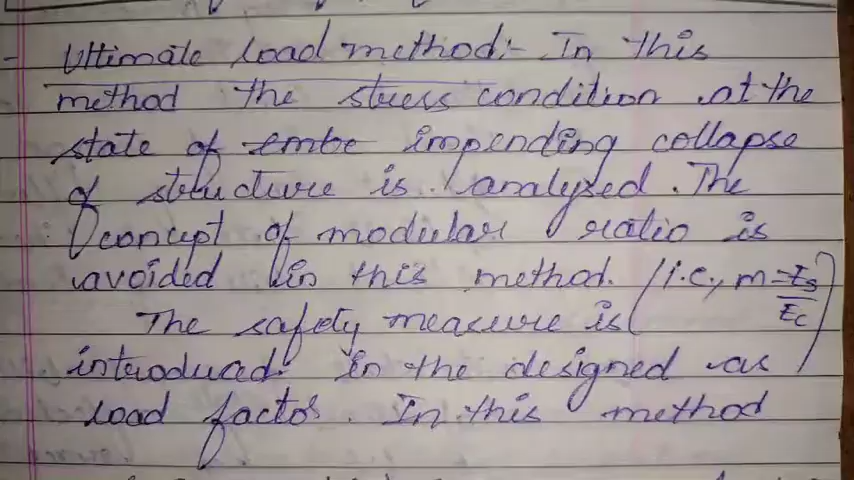 Ultimate load method:- In this
method the stress condition at the
state of embe impending collapse
of structure is analyzed. The
concept of modular ratio is
avoided in this method. (i.e., m = Es/Ec)
The safety measure is
introduced in the designed as
load factor. In this method